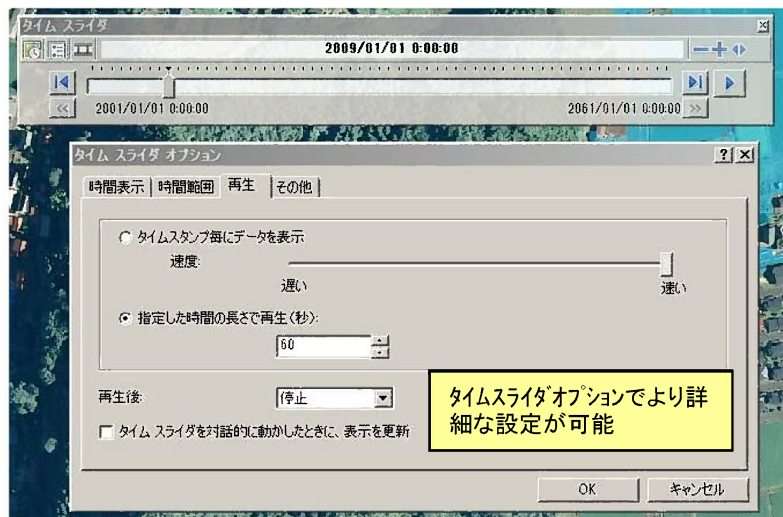 タイム スライダ
2009/01/01 0:00:00
2001/01/01 0:00:00
2061/01/01 0:00:00
タイム スライダ オプション
時間表示 時間範囲 再生 その他
タイムスタンプ毎にデータを表示
速度:
遅い 速い
指定した時間の長さで再生(秒):
60
再生後: 停止
タイム スライダを対話的に動かしたときに、表示を更新
タイムスライダオプションでより詳
細な設定が可能
OK キャンセル